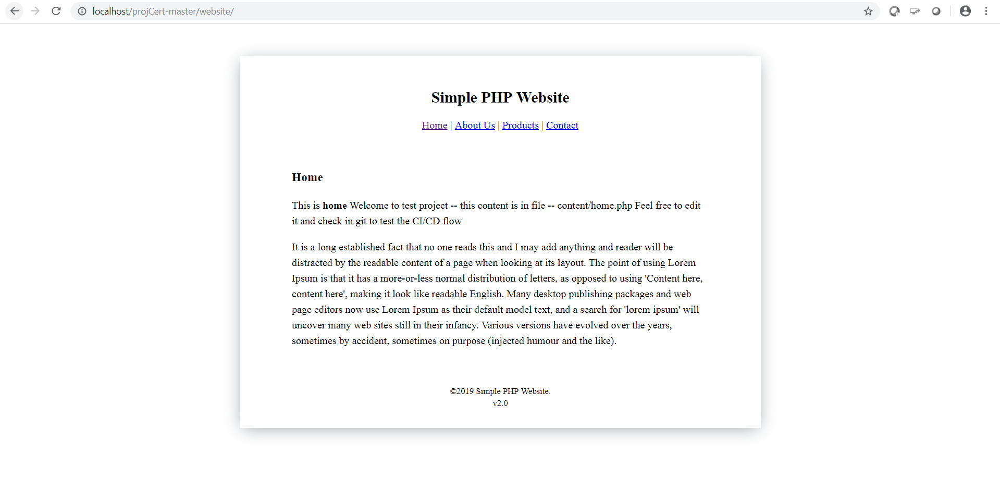 localhost/projCert-master/website/
Simple PHP Website
Home | About Us | Products | Contact
Home
This is home Welcome to test project -- this content is in file -- content/home.php Feel free to edit
it and check in git to test the CI/CD flow
It is a long established fact that no one reads this and I may add anything and reader will be
distracted by the readable content of a page when looking at its layout. The point of using Lorem
Ipsum is that it has a more-or-less normal distribution of letters, as opposed to using 'Content here,
content here', making it look like readable English. Many desktop publishing packages and web
page editors now use Lorem Ipsum as their default model text, and a search for 'lorem ipsum' will
uncover many web sites still in their infancy. Various versions have evolved over the years,
sometimes by accident, sometimes on purpose (injected humour and the like).
©2019 Simple PHP Website.
v2.0